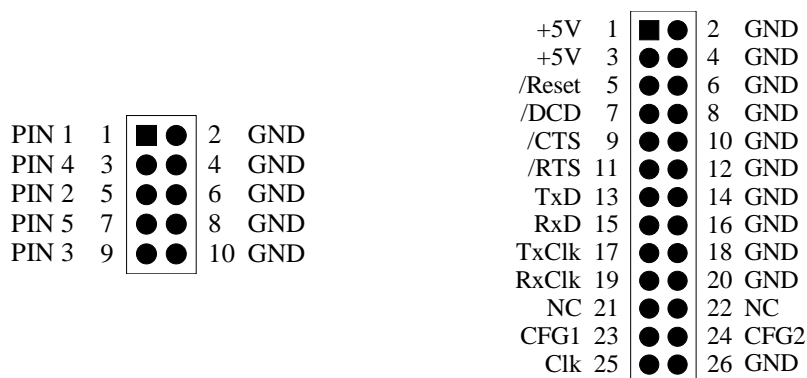 PIN 1 1 2 GND
PIN 4 3 4 GND
PIN 2 5 6 GND
PIN 5 7 8 GND
PIN 3 9 10 GND
+5V 1 2 GND
+5V 3 4 GND
/Reset 5 6 GND
/DCD 7 8 GND
/CTS 9 10 GND
/RTS 11 12 GND
TxD 13 14 GND
RxD 15 16 GND
TxClk 17 18 GND
RxClk 19 20 GND
NC 21 22 NC
CFG1 23 24 CFG2
Clk 25 26 GND